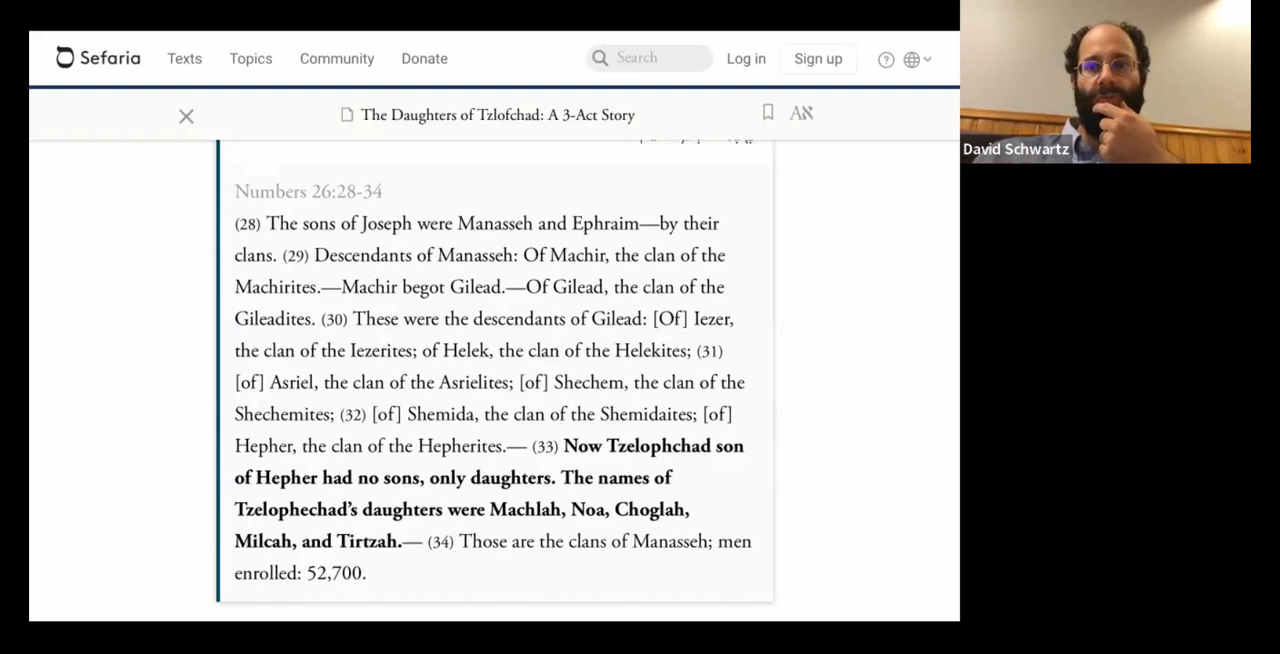 Sefaria Texts Topics Community Donate Search Log in Sign up
The Daughters of Tzlofchad: A 3-Act Story Aא
David Schwartz
Numbers 26:28-34
(28) The sons of Joseph were Manasseh and Ephraim—by their
clans. (29) Descendants of Manasseh: Of Machir, the clan of the
Machirites.—Machir begot Gilead.—Of Gilead, the clan of the
Gileadites. (30) These were the descendants of Gilead: [Of] Iezer,
the clan of the Iezerites; of Helek, the clan of the Helekites; (31)
[of] Asriel, the clan of the Asrielites; [of] Shechem, the clan of the
Shechemites; (32) [of] Shemida, the clan of the Shemidaites; [of]
Hepher, the clan of the Hepherites.— (33) Now Tzelophchad son
of Hepher had no sons, only daughters. The names of
Tzelophechad’s daughters were Machlah, Noa, Choglah,
Milcah, and Tirtzah.— (34) Those are the clans of Manasseh; men
enrolled: 52,700.